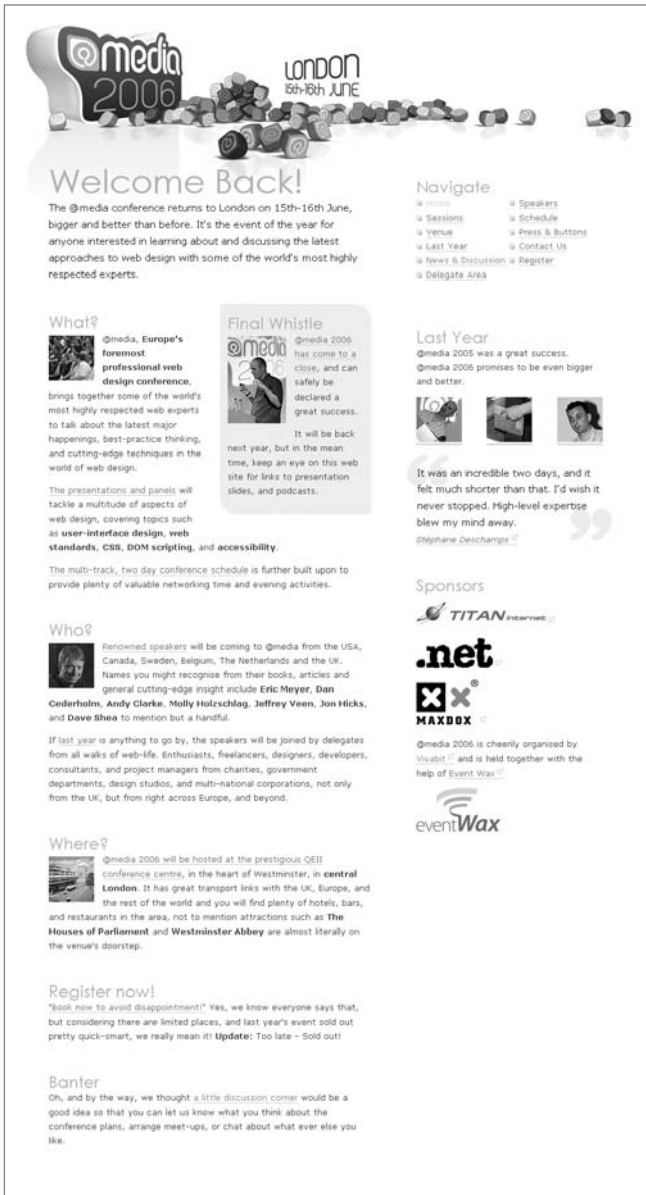 @media
2006
LONDON
15th-16th JUNE
Welcome Back!
The @media conference returns to London on 15th-16th June,
bigger and better than before. It's the event of the year for
anyone interested in learning about and discussing the latest
approaches to web design with some of the world's most highly
respected experts.
Navigate
Home
Speakers
Sessions
Schedule
Venue
Press & Buttons
Last Year
Contact Us
News & Discussion
Register
Delegate Area
What?
@media, Europe's
foremost
professional web
design conference,
brings together some of the world's
most highly respected web experts
to talk about the latest major
happenings, best-practice thinking,
and cutting-edge techniques in the
world of web design.
The presentations and panels will
tackle a multitude of aspects of
web design, covering topics such
as user-interface design, web
standards, CSS, DOM scripting, and accessibility.
The multi-track, two day conference schedule is further built upon to
provide plenty of valuable networking time and evening activities.
Final Whistle
@media
2006
@media 2006
has come to a
close, and can
safely be
declared a
great success.
It will be back
next year, but in the mean
time, keep an eye on this web
site for links to presentation
slides, and podcasts.
Last Year
@media 2005 was a great success.
@media 2006 promises to be even bigger
and better.
It was an incredible two days, and it
felt much shorter than that. I'd wish it
never stopped. High-level expertise
blew my mind away.
Stéphane Deschamps
Who?
Renowned speakers will be coming to @media from the USA,
Canada, Sweden, Belgium, The Netherlands and the UK.
Names you might recognise from their books, articles and
general cutting-edge insight include Eric Meyer, Dan
Cederholm, Andy Clarke, Molly Holzschlag, Jeffrey Veen, Jon Hicks,
and Dave Shea to mention but a handful.
If last year is anything to go by, the speakers will be joined by delegates
from all walks of web-life. Enthusiasts, freelancers, designers, developers,
consultants, and project managers from charities, government
departments, design studios, and multi-national corporations, not only
from the UK, but from right across Europe, and beyond.
Sponsors
TITAN internet
.net
MAXDOX
@media 2006 is cheerily organised by
Vivabit and is held together with the
help of Event Wax
eventWax
Where?
@media 2006 will be hosted at the prestigious QEII
conference centre, in the heart of Westminster, in central
London. It has great transport links with the UK, Europe, and
the rest of the world and you will find plenty of hotels, bars,
and restaurants in the area, not to mention attractions such as The
Houses of Parliament and Westminster Abbey are almost literally on
the venue's doorstep.
Register now!
"Book now to avoid disappointment!" Yes, we know everyone says that,
but considering there are limited places, and last year's event sold out
pretty quick-smart, we really mean it! Update: Too late - Sold out!
Banter
Oh, and by the way, we thought a little discussion corner would be a
good idea so that you can let us know what you think about the
conference plans, arrange meet-ups, or chat about what ever else you
like.